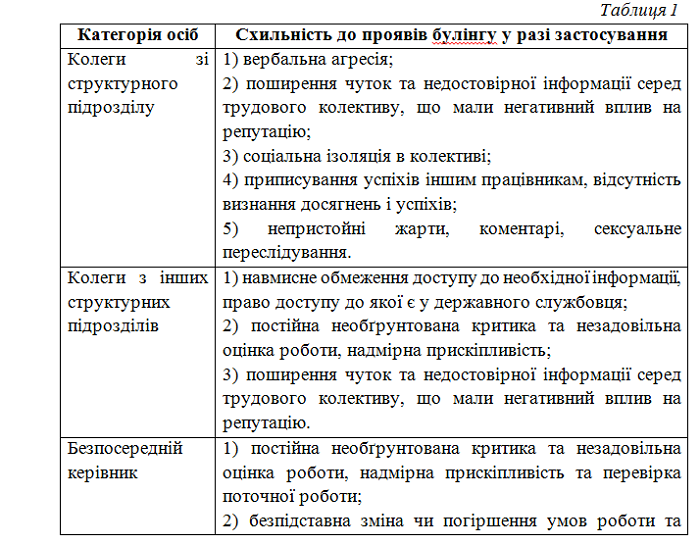 Таблиця 1
Категорія осіб
Схильність до проявів булінгу у разі застосування
Колеги зі
структурного
підрозділу
1) вербальна агресія;
2) поширення чуток та недостовірної інформації серед
трудового колективу, що мали негативний вплив на
репутацію;
3) соціальна ізоляція в колективі;
4) приписування успіхів іншим працівникам, відсутність
визнання досягнень і успіхів;
5) непристойні жарти, коментарі, сексуальне
переслідування.
Колеги з інших
структурних
підрозділів
1) навмисне обмеження доступу до необхідної інформації,
право доступу до якої є у державного службовця;
2) постійна необґрунтована критика та незадовільна
оцінка роботи, надмірна прискіпливість;
3) поширення чуток та недостовірної інформації серед
трудового колективу, що мали негативний вплив на
репутацію.
Безпосередній
керівник
1) постійна необґрунтована критика та незадовільна
оцінка роботи, надмірна прискіпливість та перевірка
поточної роботи;
2) безпідставна зміна чи погіршення умов роботи та